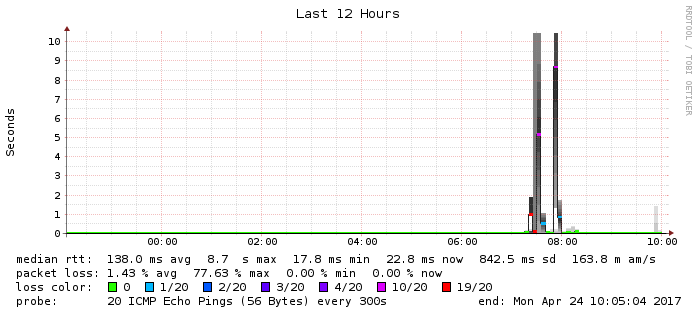 Last 12 Hours
RRDTOOL / TOBI OETIKER
Seconds
10
9
8
7
6
5
4
3
2
1
0
00:00 02:00 04:00 06:00 08:00 10:00
median rtt: 138.0 ms avg 8.7 s max 17.8 ms min 22.8 ms now 842.5 ms sd 163.8 m am/s
packet loss: 1.43 % avg 77.63 % max 0.00 % min 0.00 % now
loss color: 0 1/20 2/20 3/20 4/20 10/20 19/20
probe: 20 ICMP Echo Pings (56 Bytes) every 300s end: Mon Apr 24 10:05:04 2017